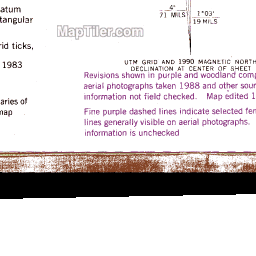 atum
tangular
id ticks,
1983
aries of
map
MapTiler.com
4°
71 MILS
1°03'
19 MILS
UTM GRID AND 1990 MAGNETIC NORTH
DECLINATION AT CENTER OF SHEET
Revisions shown in purple and woodland comp
aerial photographs taken 1988 and other sour
information not field checked. Map edited 1
Fine purple dashed lines indicate selected fen
lines generally visible on aerial photographs.
information is unchecked